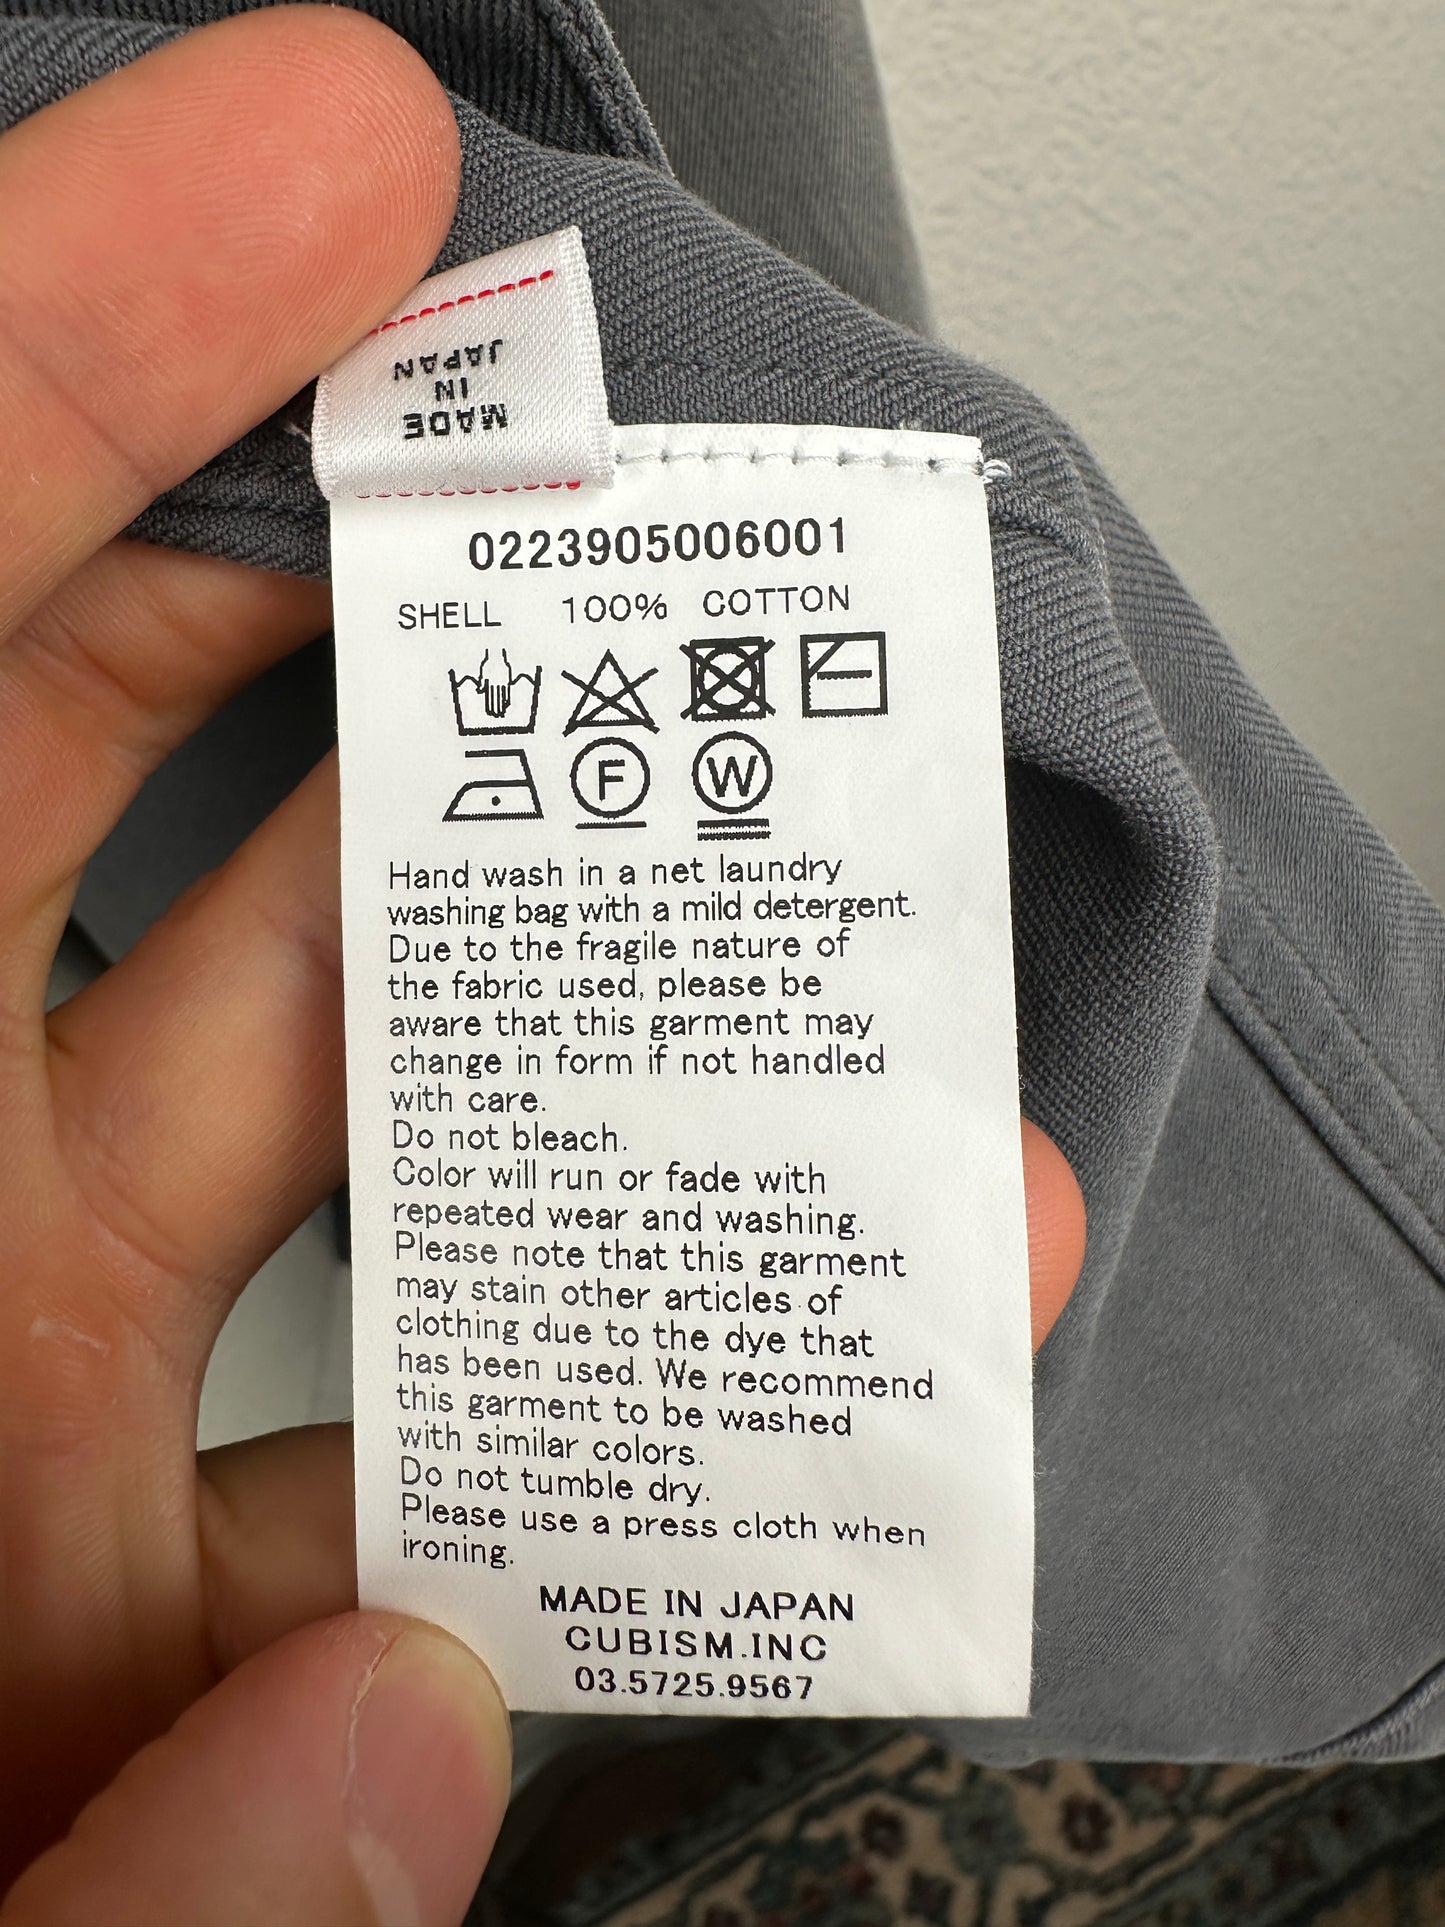 MADE
IN
JAPAN
0223905006001
SHELL 100% COTTON
F W
Hand wash in a net laundry
washing bag with a mild detergent.
Due to the fragile nature of
the fabric used, please be
aware that this garment may
change in form if not handled
with care.
Do not bleach.
Color will run or fade with
repeated wear and washing.
Please note that this garment
may stain other articles of
clothing due to the dye that
has been used. We recommend
this garment to be washed
with similar colors.
Do not tumble dry.
Please use a press cloth when
ironing.
MADE IN JAPAN
CUBISM.INC
03.5725.9567